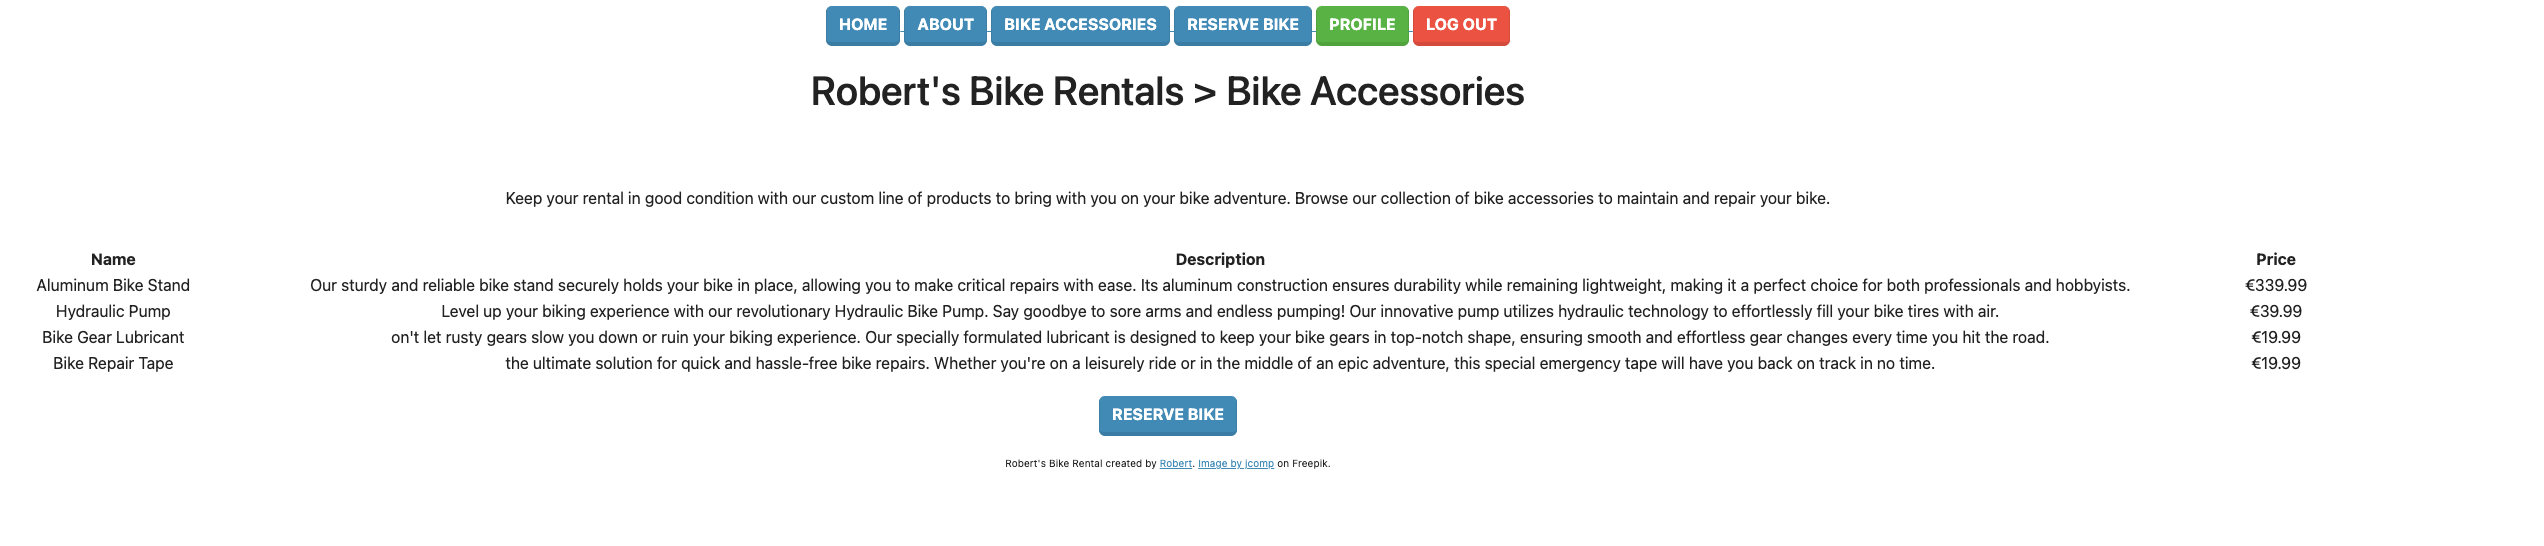 HOME ABOUT BIKE ACCESSORIES RESERVE BIKE PROFILE LOG OUT
Robert's Bike Rentals > Bike Accessories
Keep your rental in good condition with our custom line of products to bring with you on your bike adventure. Browse our collection of bike accessories to maintain and repair your bike.
Name Description Price
Aluminum Bike Stand Our sturdy and reliable bike stand securely holds your bike in place, allowing you to make critical repairs with ease. Its aluminum construction ensures durability while remaining lightweight, making it a perfect choice for both professionals and hobbyists. €339.99
Hydraulic Pump Level up your biking experience with our revolutionary Hydraulic Bike Pump. Say goodbye to sore arms and endless pumping! Our innovative pump utilizes hydraulic technology to effortlessly fill your bike tires with air. €39.99
Bike Gear Lubricant on't let rusty gears slow you down or ruin your biking experience. Our specially formulated lubricant is designed to keep your bike gears in top-notch shape, ensuring smooth and effortless gear changes every time you hit the road. €19.99
Bike Repair Tape the ultimate solution for quick and hassle-free bike repairs. Whether you're on a leisurely ride or in the middle of an epic adventure, this special emergency tape will have you back on track in no time. €19.99
RESERVE BIKE
Robert's Bike Rental created by Robert. Image by jcomp on Freepik.